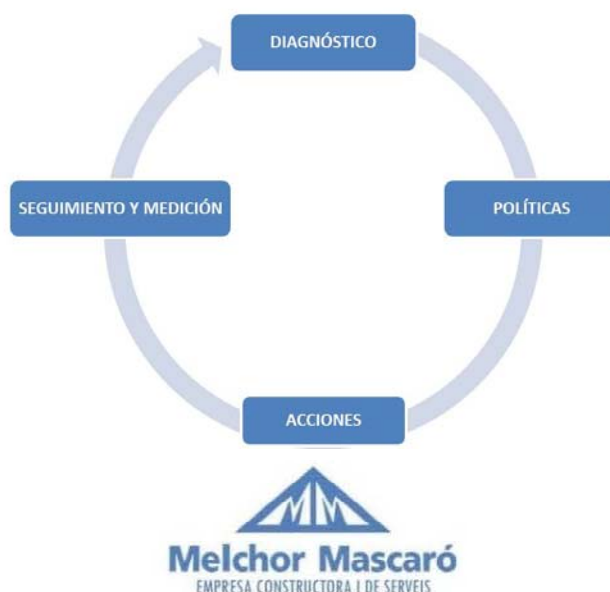 DIAGNÓSTICO
SEGUIMIENTO Y MEDICIÓN
POLÍTICAS
ACCIONES
MM
Melchor Mascaró
EMPRESA CONSTRUCTORA I DE SERVEIS